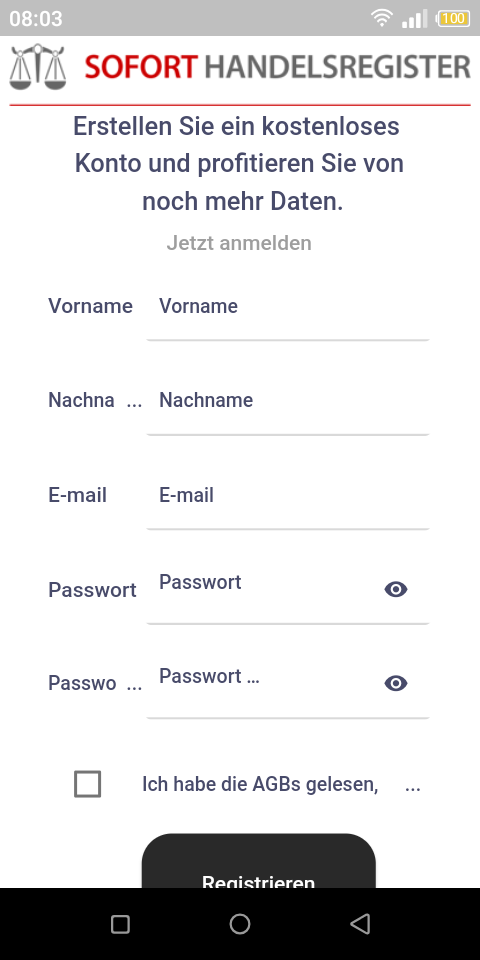 08:03
100
SOFORT HANDELSREGISTER
Erstellen Sie ein kostenloses
Konto und profitieren Sie von
noch mehr Daten.
Jetzt anmelden
Vorname Vorname
Nachna ... Nachname
E-mail E-mail
Passwort Passwort
Passwo ... Passwort ...
Ich habe die AGBs gelesen, ...
Registrieren